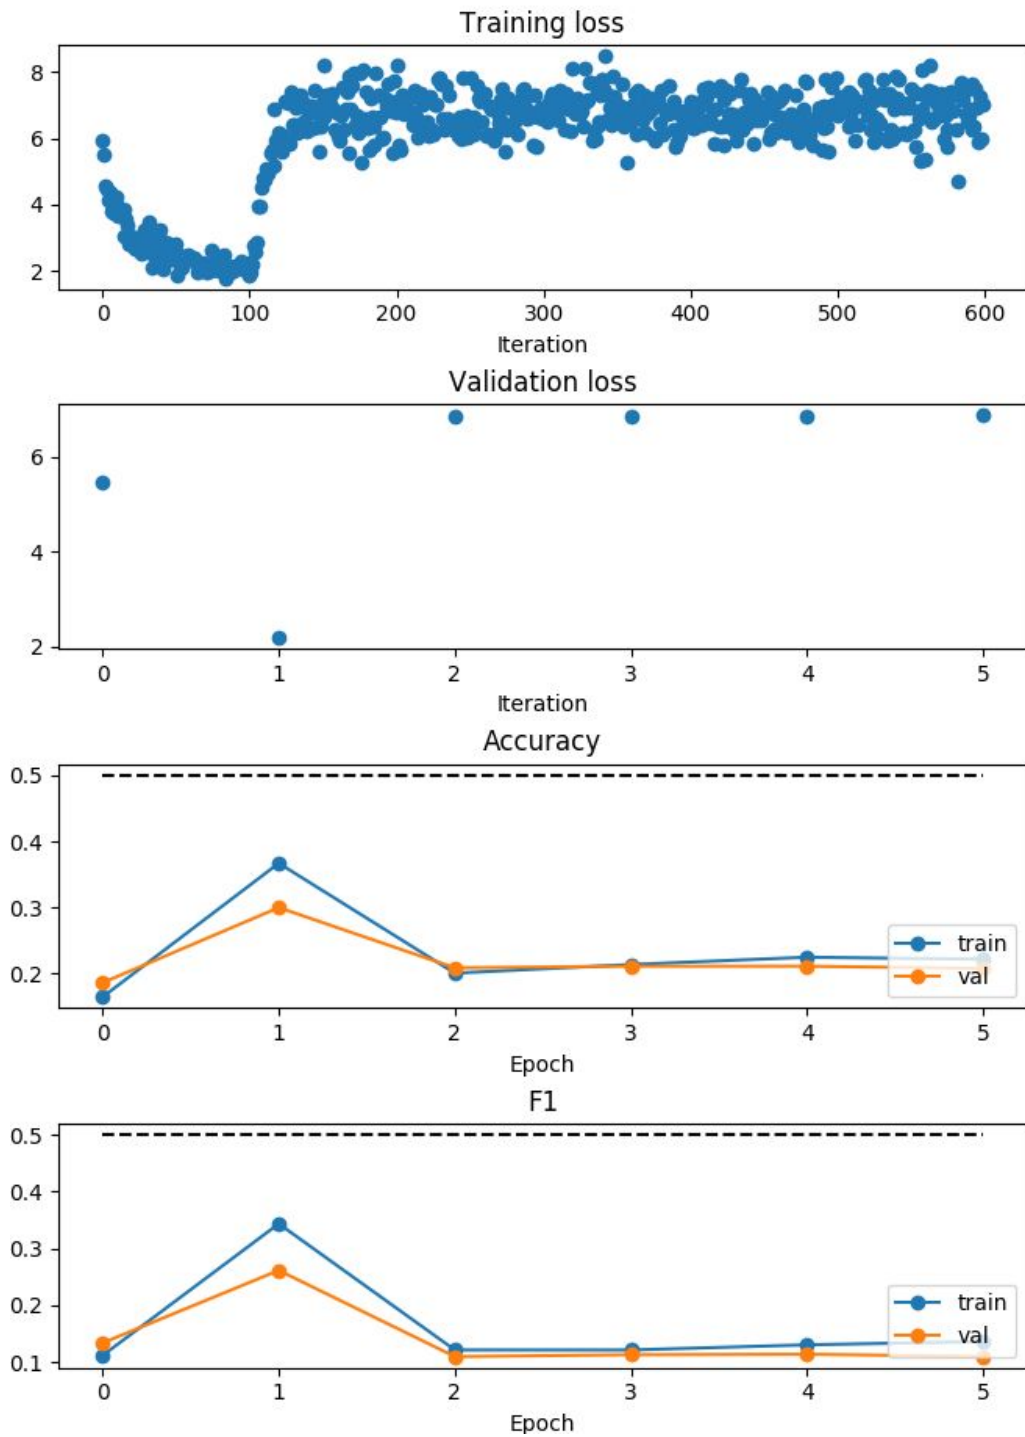 Training loss
8
6
4
2
0 100 200 300 400 500 600
Iteration
Validation loss
6
4
2
0 1 2 3 4 5
Iteration
Accuracy
0.5
0.4
0.3
0.2
train
val
0 1 2 3 4 5
Epoch
F1
0.5
0.4
0.3
0.2
0.1
train
val
0 1 2 3 4 5
Epoch